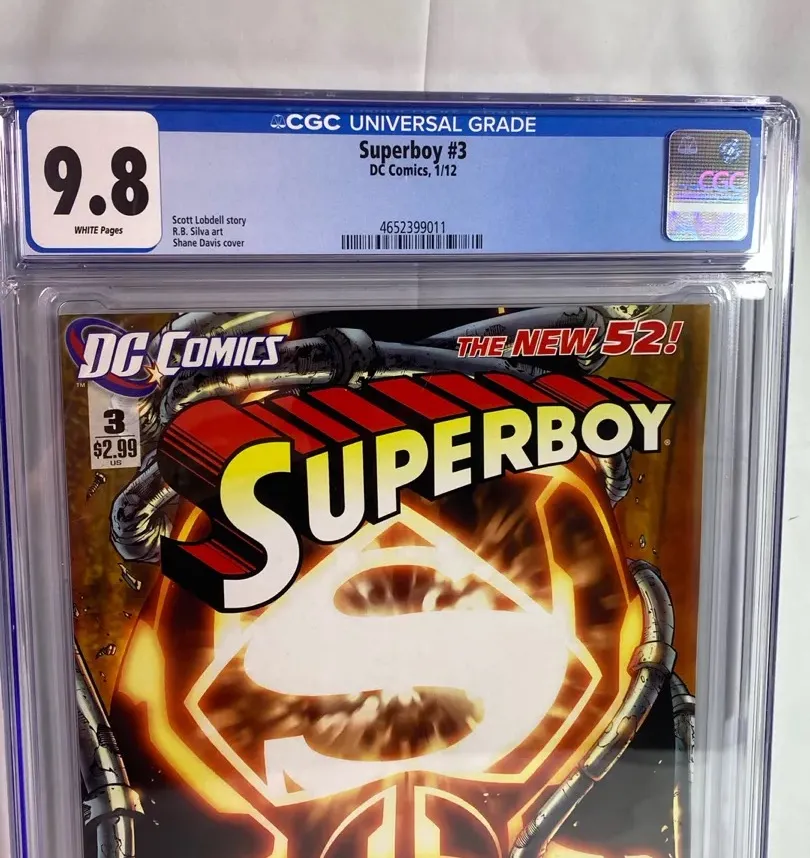 CGC UNIVERSAL GRADE
9.8
WHITE Pages
Superboy #3
DC Comics, 1/12
Scott Lobdell story
R.B. Silva art
Shane Davis cover
4652399011
CGC
DC COMICS
TM
THE NEW 52!
3
$2.99
US
SUPERBOY